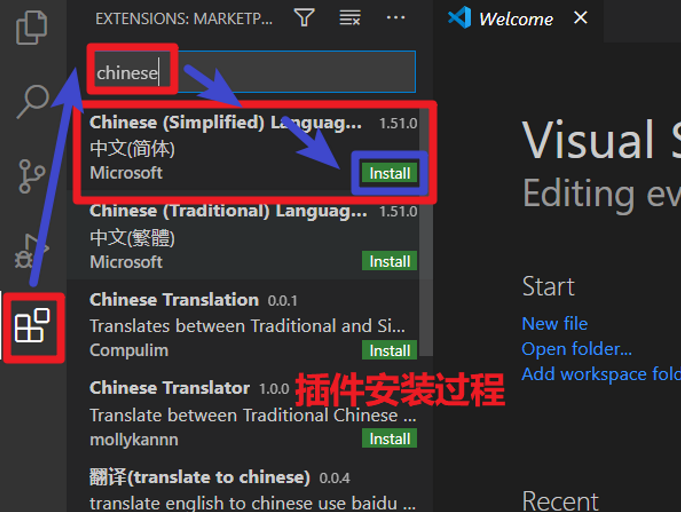 EXTENSIONS: MARKETP...
chinese
Chinese (Simplified) Languag... 1.51.0
中文(简体)
Microsoft
Install
Chinese (Traditional) Languag... 1.51.0
中文(繁體)
Microsoft
Install
Chinese Translation 0.0.1
Translates between Traditional and Si...
Compulim
Install
Chinese Translator 1.0.0
Translate between Traditional Chinese ...
mollykannn
Install
翻译(translate to chinese) 0.0.4
translate english to chinese use baidu ...
插件安装过程
Welcome
Visual S
Editing ev
Start
New file
Open folder...
Add workspace fold
Recent